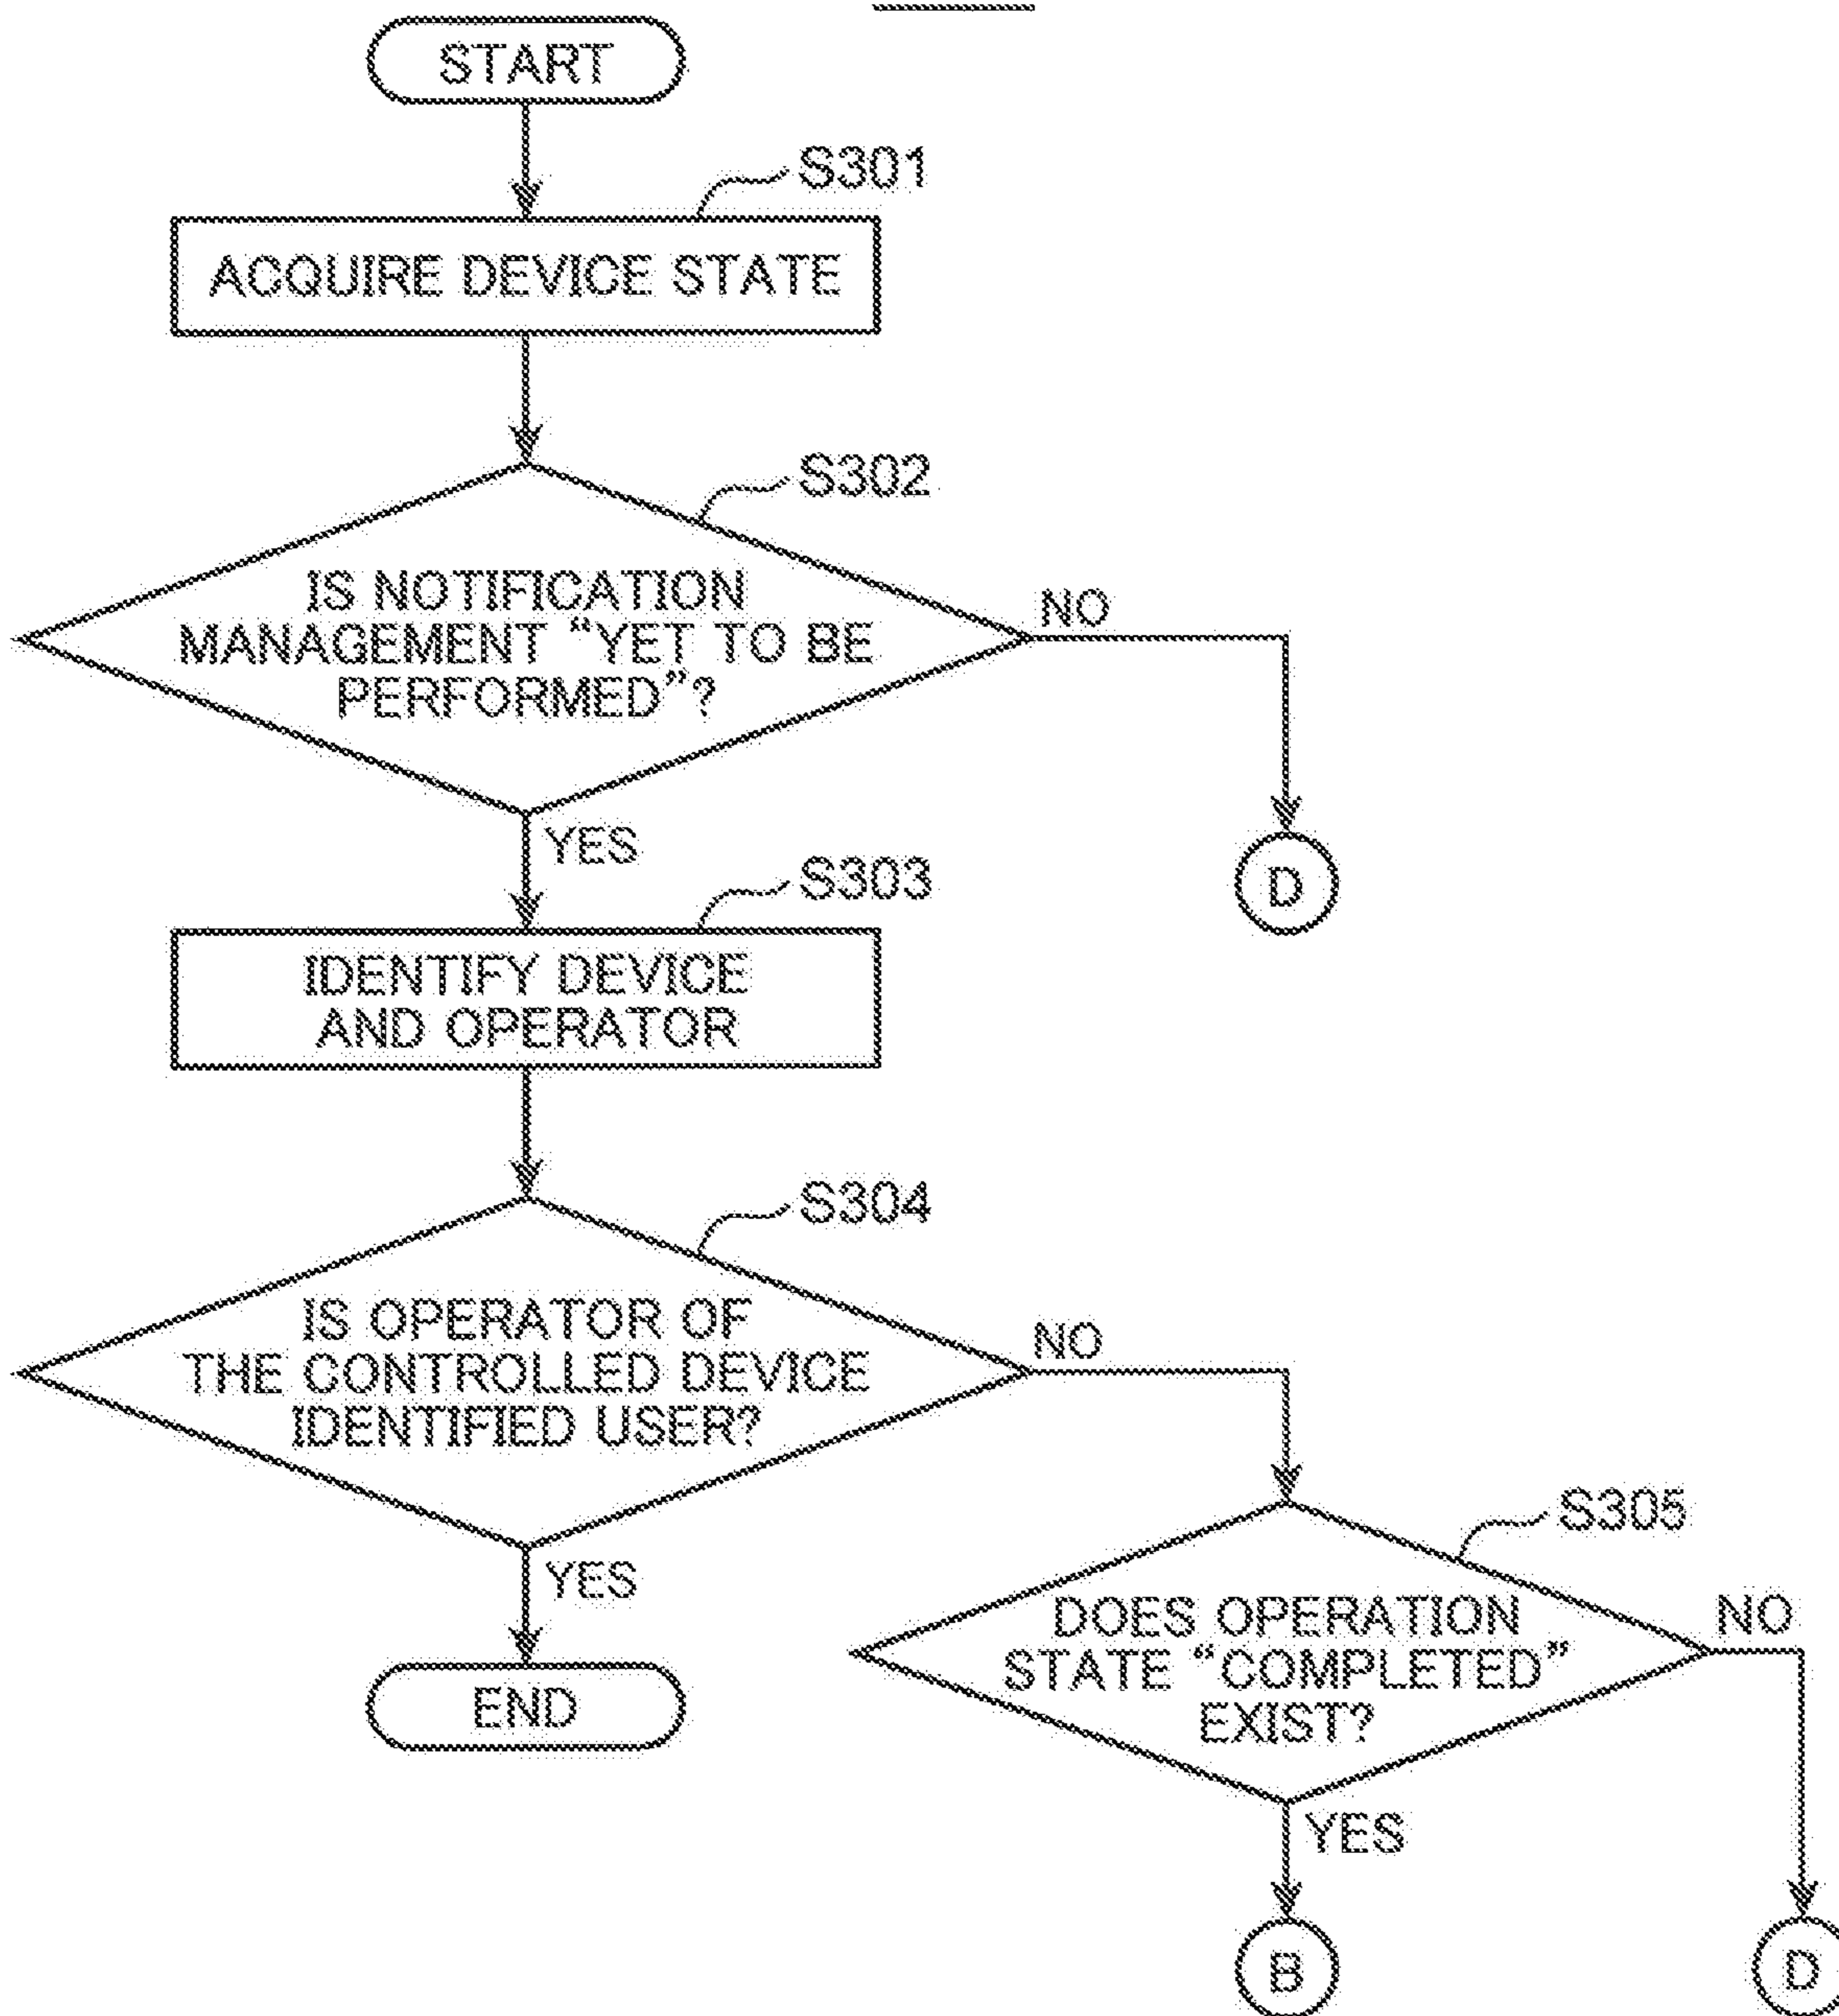 START
S301
ACQUIRE DEVICE STATE
S302
IS NOTIFICATION
MANAGEMENT “YET TO BE
PERFORMED”?
NO
YES
D
S303
IDENTIFY DEVICE
AND OPERATOR
S304
IS OPERATOR OF
THE CONTROLLED DEVICE
IDENTIFIED USER?
NO
YES
END
S305
DOES OPERATION
STATE “COMPLETED”
EXIST?
NO
YES
B
D